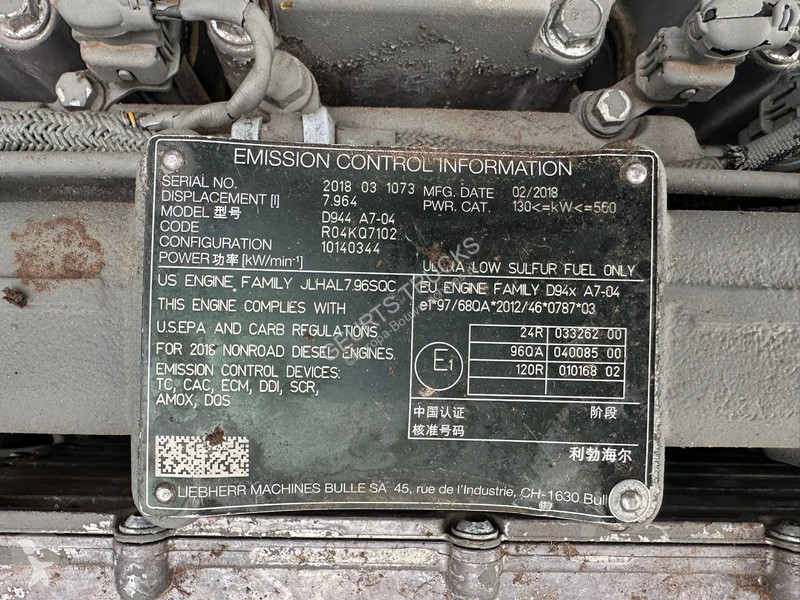 EMISSION CONTROL INFORMATION
SERIAL NO. 2018 03 1073 MFG. DATE 02/2018
DISPLACEMENT [l] 7.964 PWR. CAT. 130<=kW<=560
MODEL 型号 D944 A7-04
CODE R04KQ7102
CONFIGURATION 10140344
POWER 功率 [kW/min-1] ULTRA LOW SULFUR FUEL ONLY
US ENGINE FAMILY JLHAL7.96SQC
THIS ENGINE COMPLIES WITH
U.S.EPA AND CARB REGULATIONS
FOR 2018 NONROAD DIESEL ENGINES.
EMISSION CONTROL DEVICES:
TC, CAC, ECM, DDI, SCR,
AMOX, DQS
EU ENGINE FAMILY D94x A7-04
e1*97/68QA*2012/46*0787*03
E1
24R 033262 00
96QA 040085 00
120R 010168 02
中国认证 阶段
核准号码
利勃海尔
LIEBHERR MACHINES BULLE SA 45, rue de l'Industrie, CH-1630 Bull
GEURTS TRUCKS